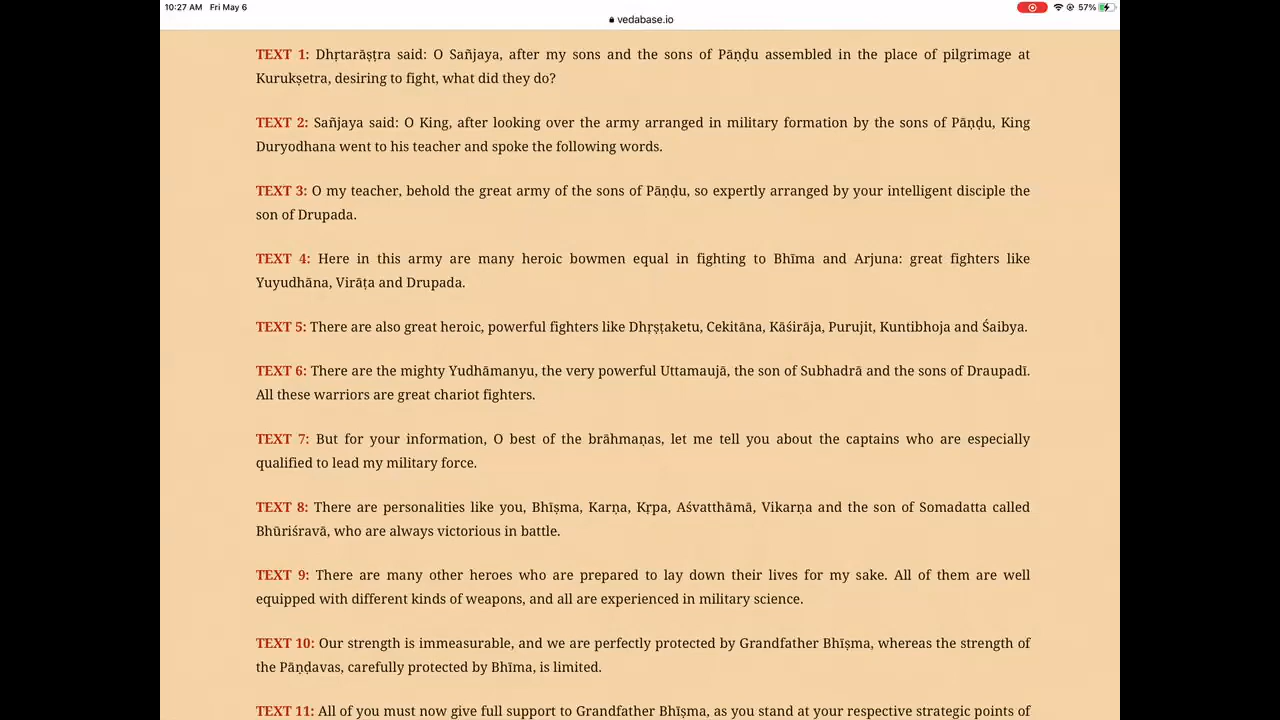 10:27 AM Fri May 6
57%
vedabase.io
TEXT 1: Dhṛtarāṣṭra said: O Sañjaya, after my sons and the sons of Pāṇḍu assembled in the place of pilgrimage at
Kurukṣetra, desiring to fight, what did they do?
TEXT 2: Sañjaya said: O King, after looking over the army arranged in military formation by the sons of Pāṇḍu, King
Duryodhana went to his teacher and spoke the following words.
TEXT 3: O my teacher, behold the great army of the sons of Pāṇḍu, so expertly arranged by your intelligent disciple the
son of Drupada.
TEXT 4: Here in this army are many heroic bowmen equal in fighting to Bhīma and Arjuna: great fighters like
Yuyudhāna, Virāṭa and Drupada.
TEXT 5: There are also great heroic, powerful fighters like Dhṛṣṭaketu, Cekitāna, Kāśirāja, Purujit, Kuntibhoja and Śaibya.
TEXT 6: There are the mighty Yudhāmanyu, the very powerful Uttamaujā, the son of Subhadrā and the sons of Draupadī.
All these warriors are great chariot fighters.
TEXT 7: But for your information, O best of the brāhmaṇas, let me tell you about the captains who are especially
qualified to lead my military force.
TEXT 8: There are personalities like you, Bhīṣma, Karṇa, Kṛpa, Aśvatthāmā, Vikarṇa and the son of Somadatta called
Bhūriśravā, who are always victorious in battle.
TEXT 9: There are many other heroes who are prepared to lay down their lives for my sake. All of them are well
equipped with different kinds of weapons, and all are experienced in military science.
TEXT 10: Our strength is immeasurable, and we are perfectly protected by Grandfather Bhīṣma, whereas the strength of
the Pāṇḍavas, carefully protected by Bhīma, is limited.
TEXT 11: All of you must now give full support to Grandfather Bhīṣma, as you stand at your respective strategic points of